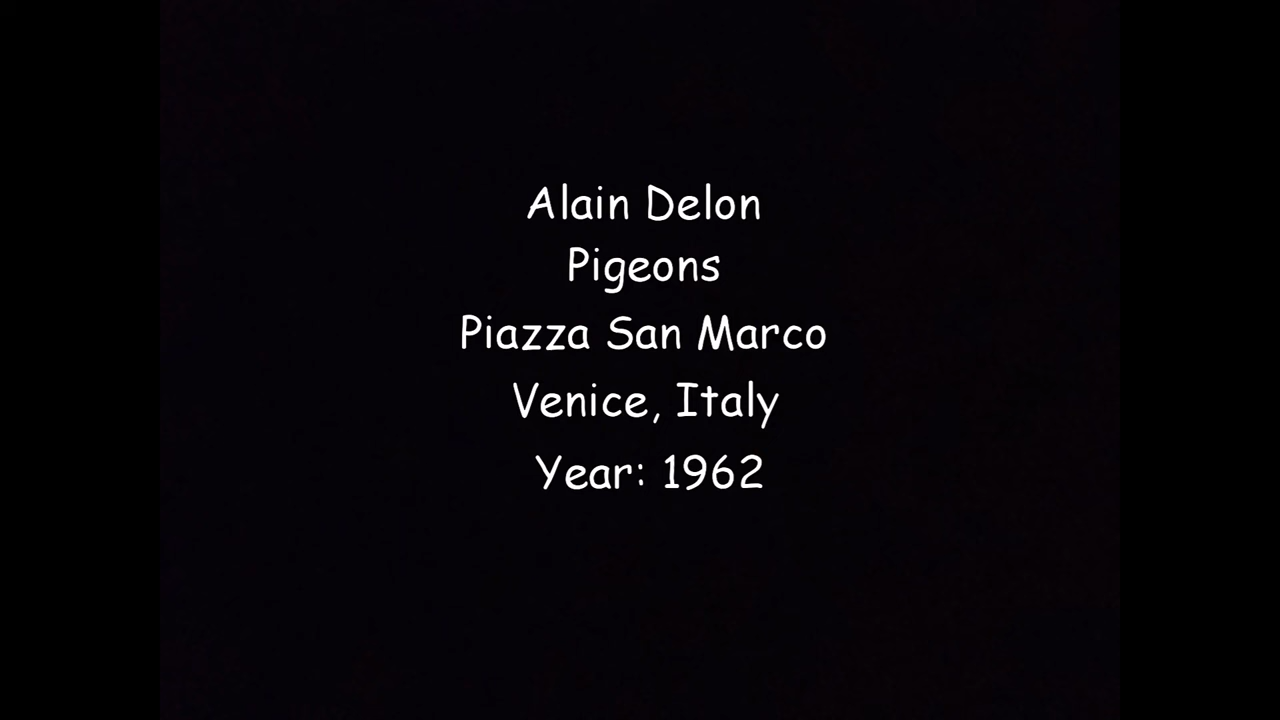 Alain Delon
Pigeons
Piazza San Marco
Venice, Italy
Year: 1962